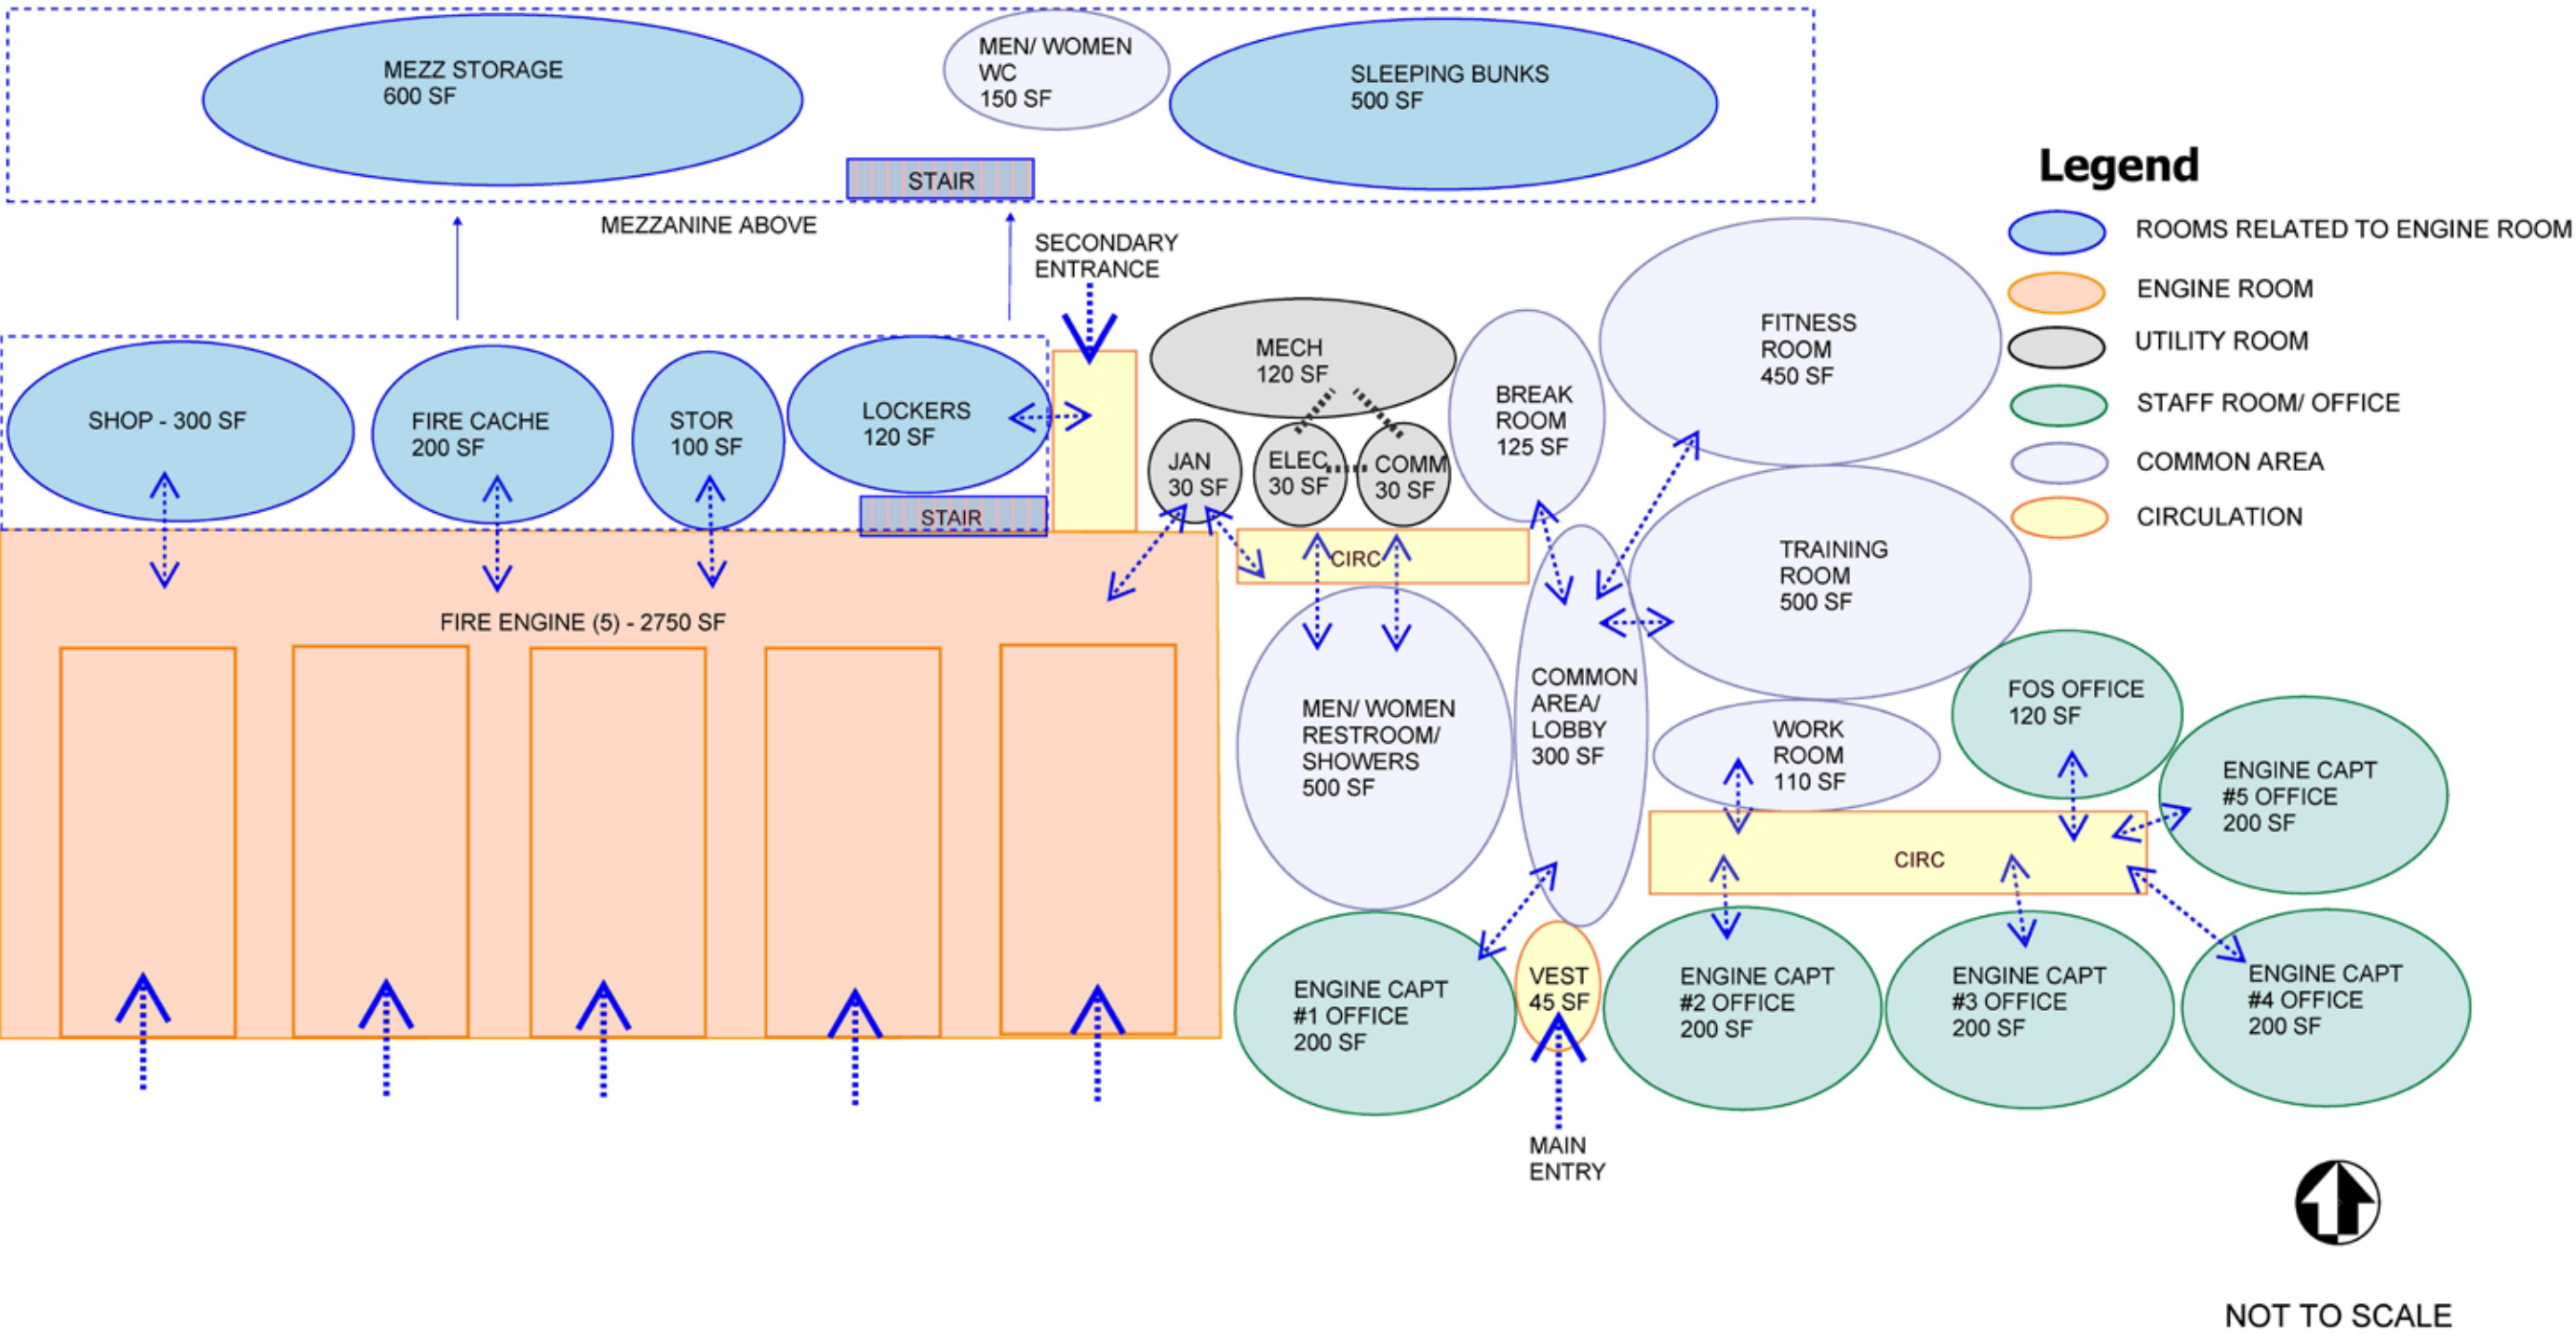 MEZZ STORAGE
600 SF
MEN/ WOMEN
WC
150 SF
SLEEPING BUNKS
500 SF
STAIR
MEZZANINE ABOVE
SECONDARY
ENTRANCE
Legend
ROOMS RELATED TO ENGINE ROOM
ENGINE ROOM
UTILITY ROOM
STAFF ROOM/ OFFICE
COMMON AREA
CIRCULATION
SHOP - 300 SF
FIRE CACHE
200 SF
STOR
100 SF
LOCKERS
120 SF
STAIR
MECH
120 SF
JAN
30 SF
ELEC
30 SF
COMM
30 SF
BREAK
ROOM
125 SF
FITNESS
ROOM
450 SF
CIRC
TRAINING
ROOM
500 SF
FIRE ENGINE (5) - 2750 SF
MEN/ WOMEN
RESTROOM/
SHOWERS
500 SF
COMMON
AREA/
LOBBY
300 SF
WORK
ROOM
110 SF
FOS OFFICE
120 SF
ENGINE CAPT
#5 OFFICE
200 SF
CIRC
ENGINE CAPT
#1 OFFICE
200 SF
VEST
45 SF
ENGINE CAPT
#2 OFFICE
200 SF
ENGINE CAPT
#3 OFFICE
200 SF
ENGINE CAPT
#4 OFFICE
200 SF
MAIN
ENTRY
NOT TO SCALE